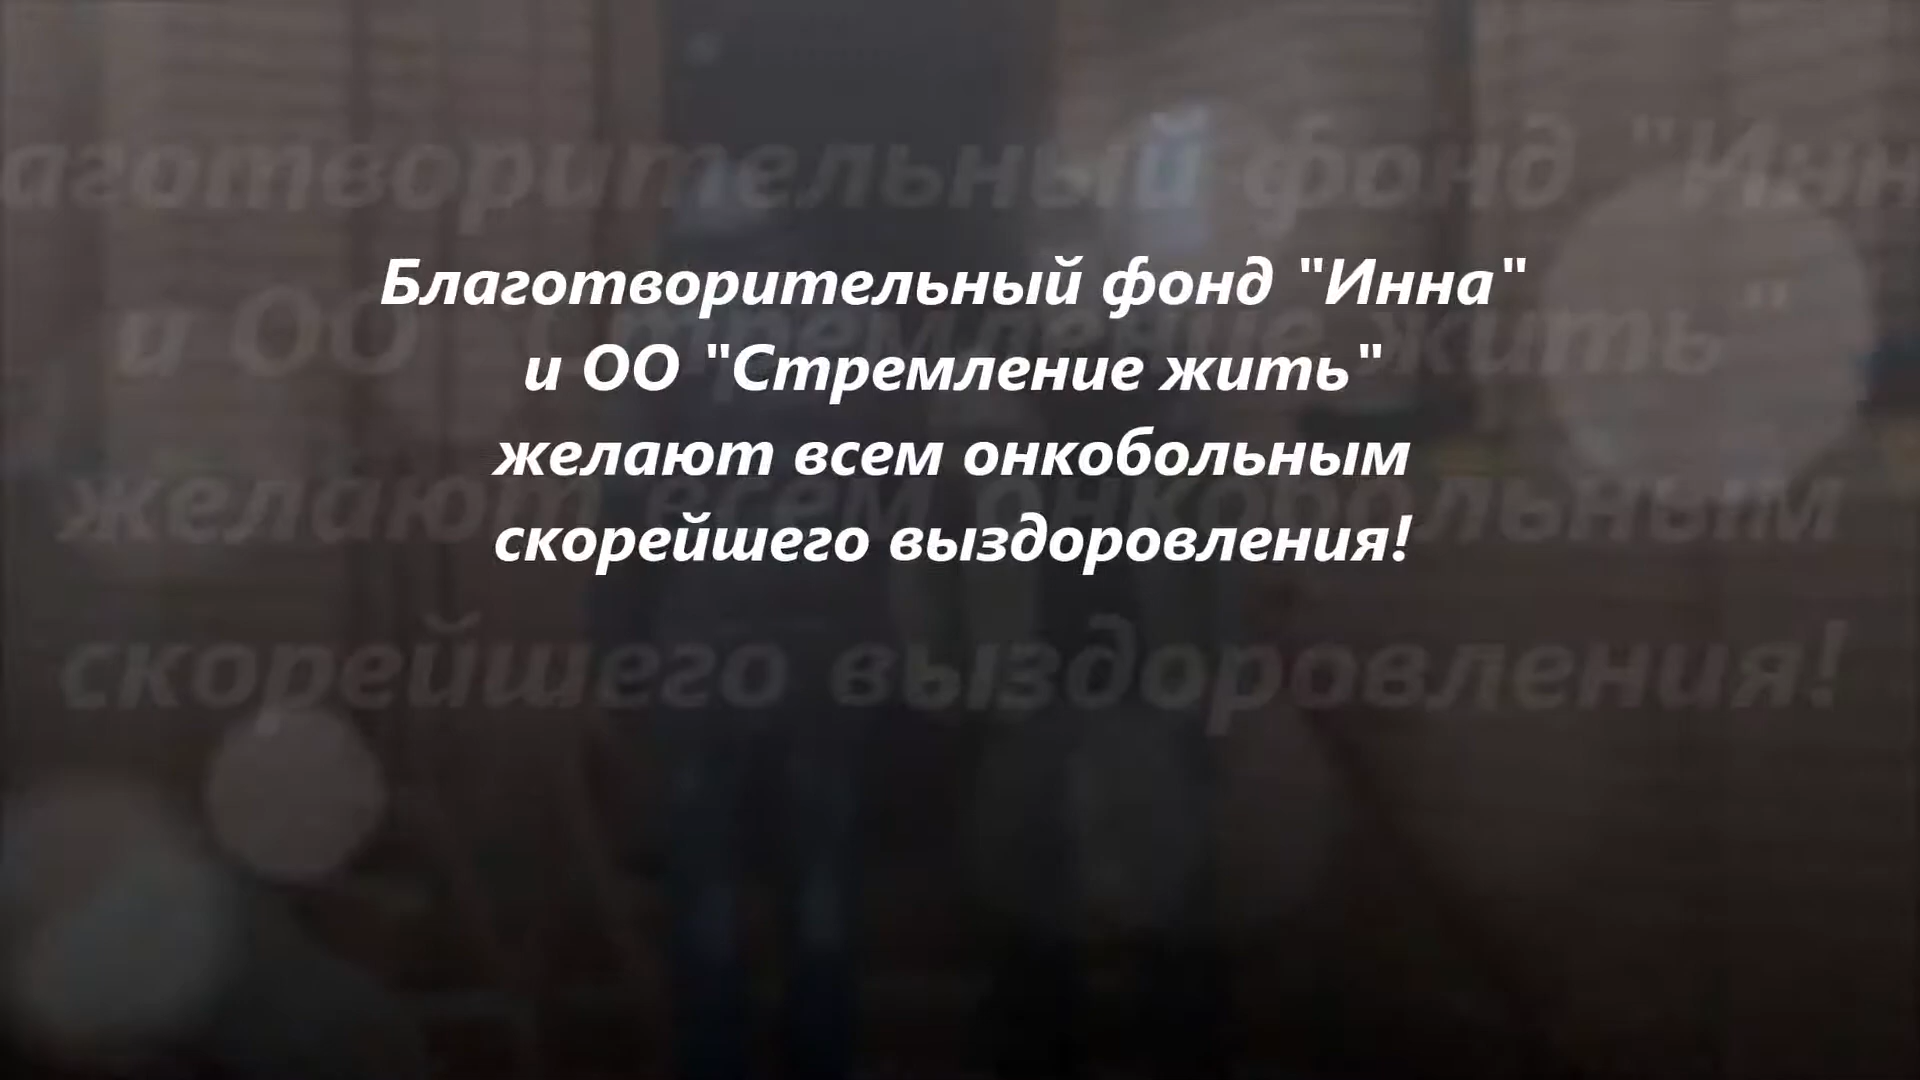 Благотворительный фонд "Инна"
и ОО "Стремление жить"
желают всем онкобольным
скорейшего выздоровления!